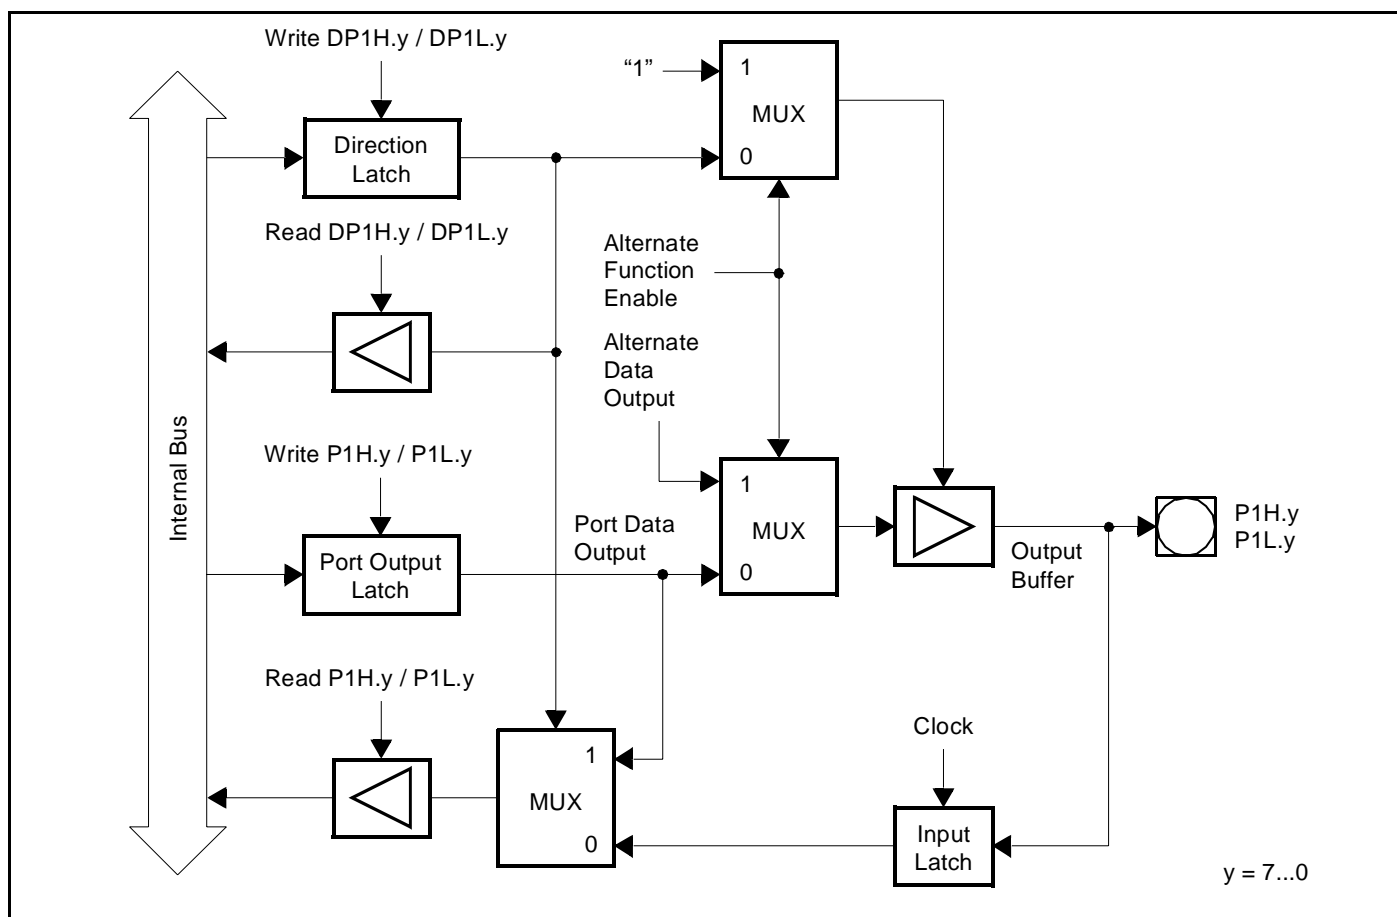 Write DP1H.y / DP1L.y
“1”
1
MUX
0
Direction
Latch
Read DP1H.y / DP1L.y
Alternate
Function
Enable
Alternate
Data
Output
Internal Bus
Write P1H.y / P1L.y
1
MUX
0
Port Data
Output
Port Output
Latch
Output
Buffer
P1H.y
P1L.y
Read P1H.y / P1L.y
1
MUX
0
Clock
Input
Latch
y = 7...0